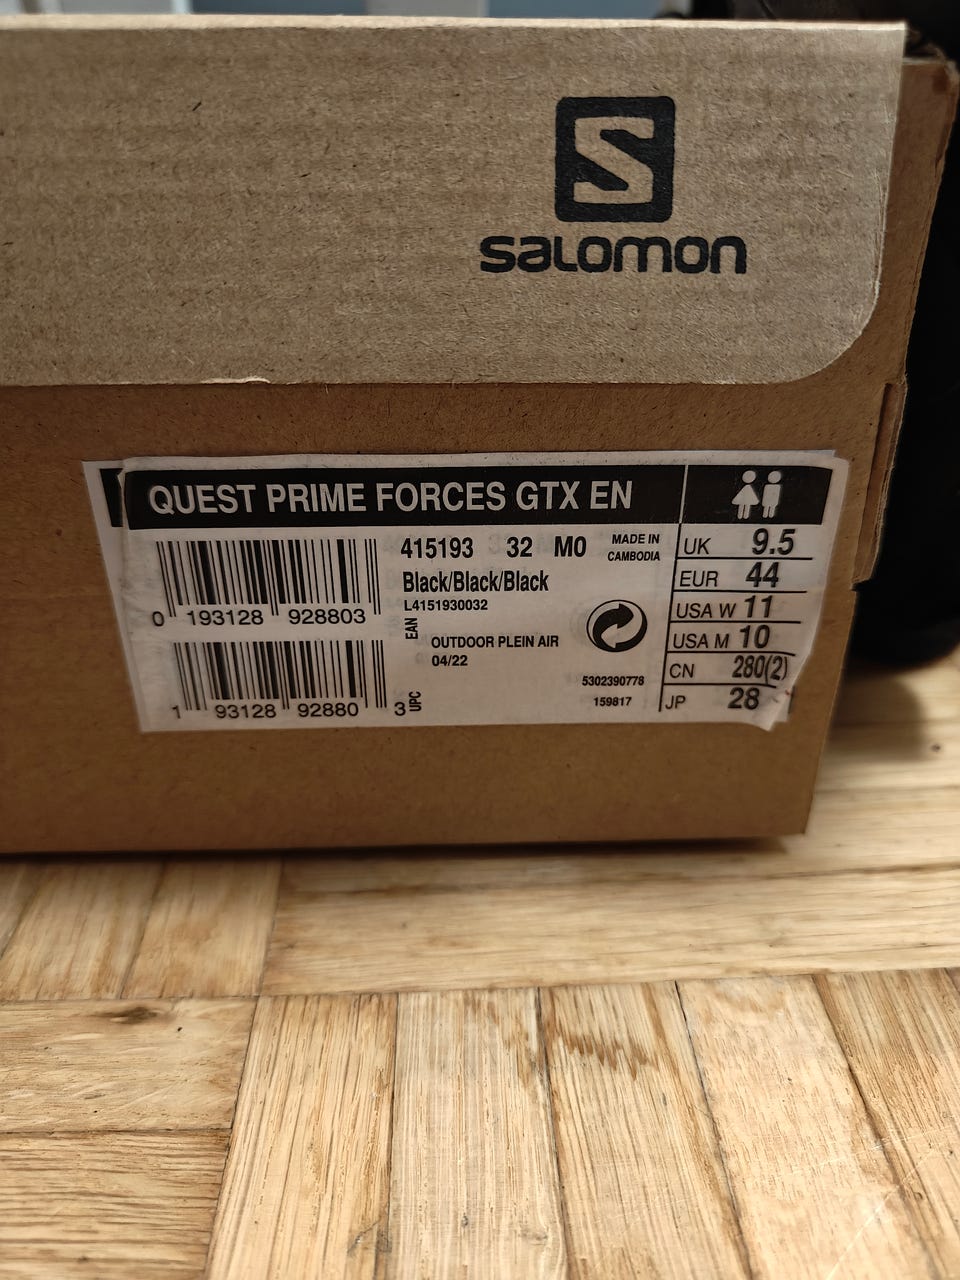 S
SALOMON
QUEST PRIME FORCES GTX EN
415193 32 M0 MADE IN CAMBODIA
Black/Black/Black
L4151930032
0 193128 928803
EAN
OUTDOOR PLEIN AIR
04/22
5302390778
159817
1 93128 92880 3
UPC
UK 9.5
EUR 44
USA W 11
USA M 10
CN 280(2)
JP 28